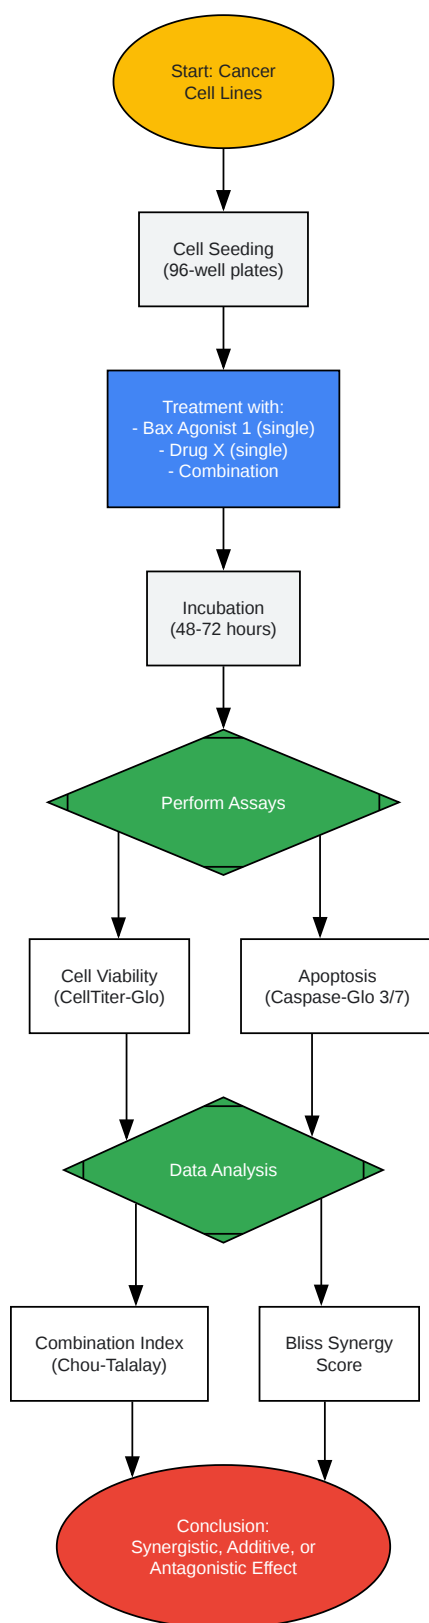 Start: Cancer
Cell Lines
Cell Seeding
(96-well plates)
Treatment with:
- Bax Agonist 1 (single)
- Drug X (single)
- Combination
Incubation
(48-72 hours)
Perform Assays
Cell Viability
(CellTiter-Glo)
Apoptosis
(Caspase-Glo 3/7)
Data Analysis
Combination Index
(Chou-Talalay)
Bliss Synergy
Score
Conclusion:
Synergistic, Additive, or
Antagonistic Effect